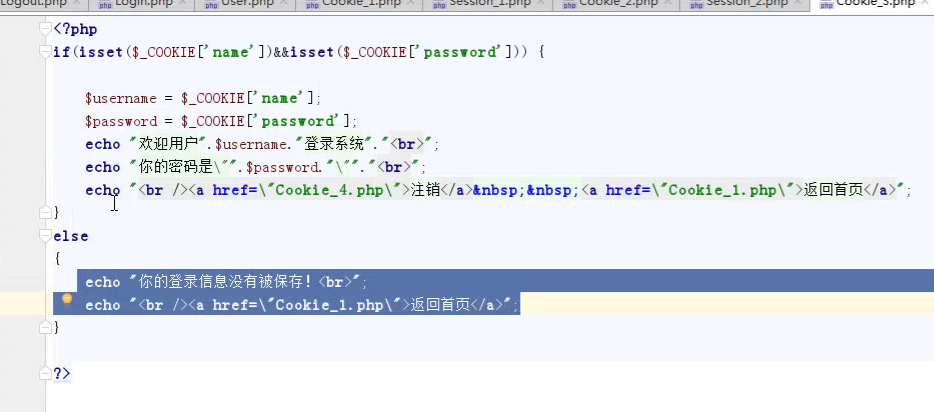 Logout.php Login.php User.php Cookie_1.php Session_1.php Cookie_2.php Session_2.php Cookie_3.php
<?php
if(isset($_COOKIE['name'])&&isset($_COOKIE['password'])) {
$username = $_COOKIE['name'];
$password = $_COOKIE['password'];
echo "欢迎用户".$username."登录系统"."<br>";
echo "你的密码是\"".$password."\""."<br>";
echo "<br /><a href=\"Cookie_4.php\">注销</a>&nbsp;&nbsp;<a href=\"Cookie_1.php\">返回首页</a>";
}
else
{
echo "你的登录信息没有被保存！<br>";
echo "<br /><a href=\"Cookie_1.php\">返回首页</a>";
}
?>